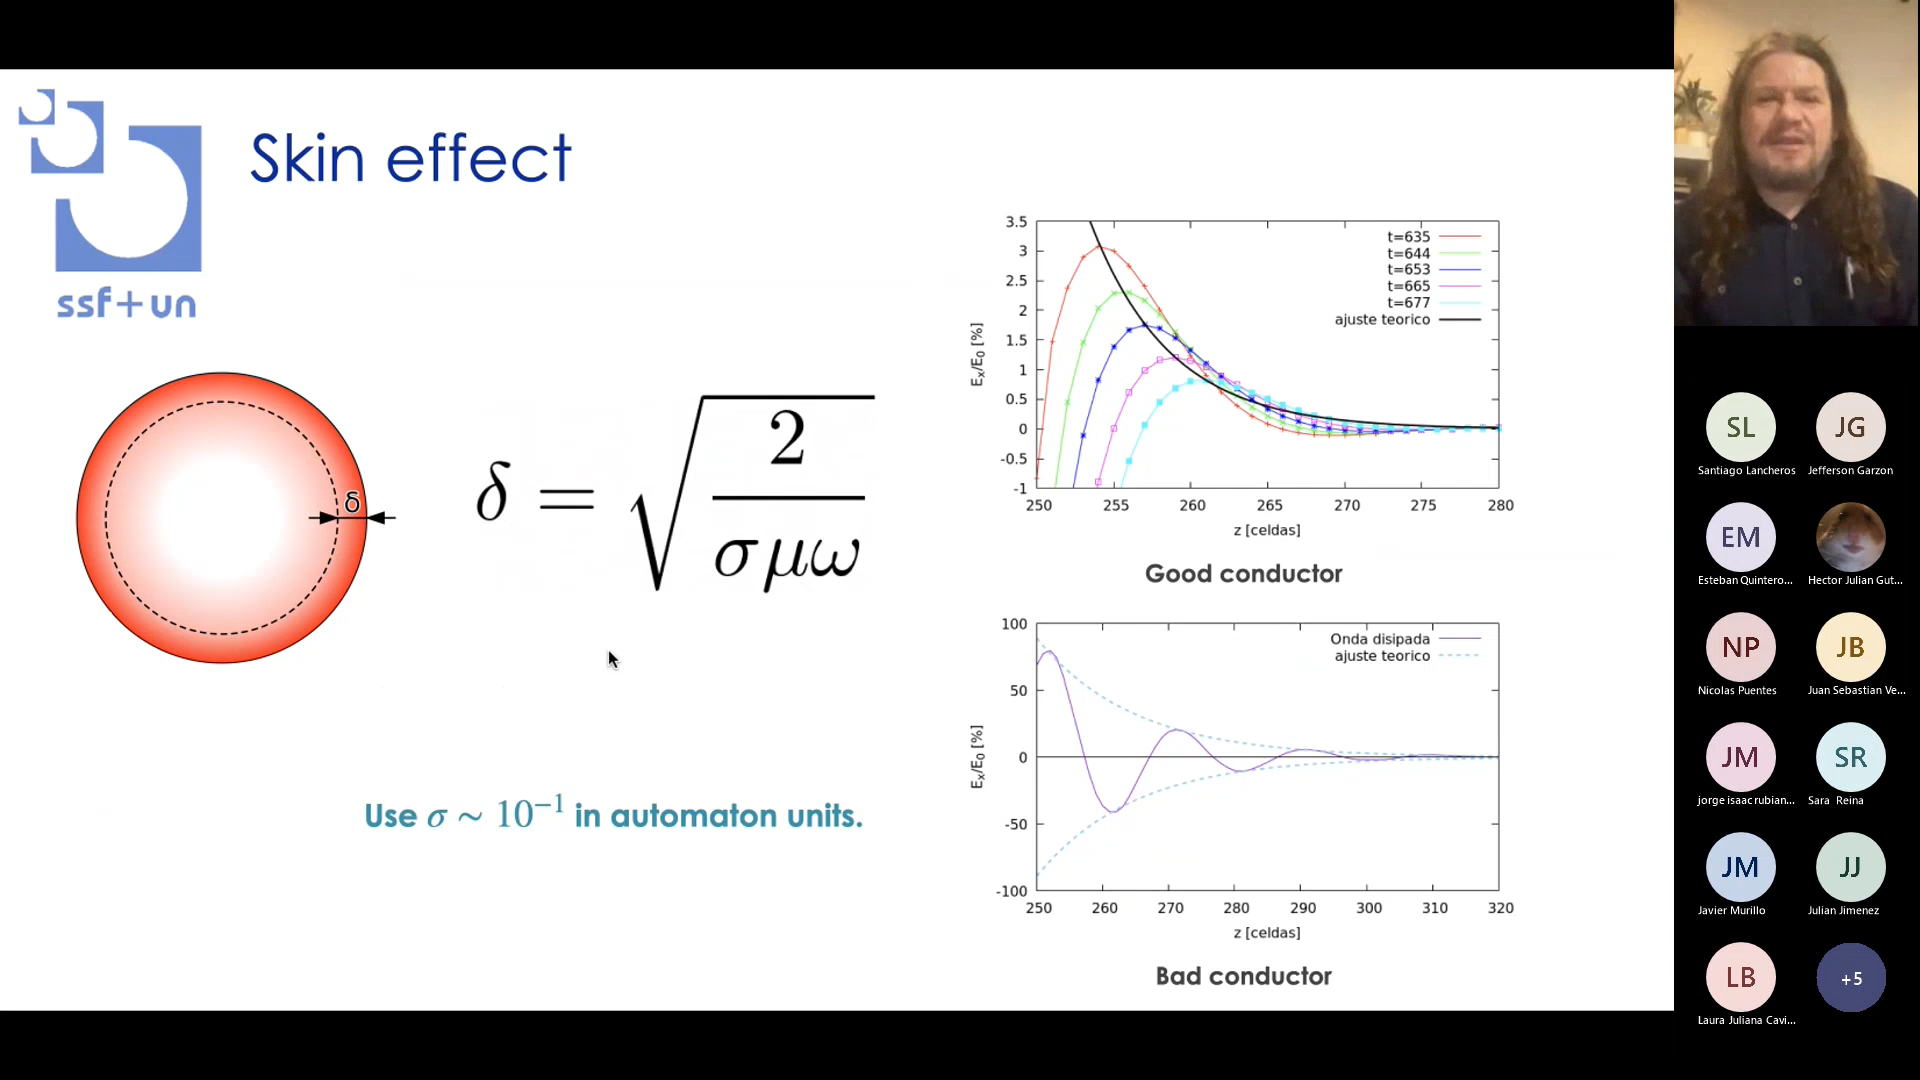 ssf+un
Skin effect
δ
δ = √(2/σμω)
Use σ ~ 10⁻¹ in automaton units.
3.5
3
2.5
2
1.5
1
0.5
0
-0.5
-1
Eₓ/E₀ [%]
t=635
t=644
t=653
t=665
t=677
ajuste teorico
250 255 260 265 270 275 280
z [celdas]
Good conductor
100
50
0
-50
-100
Eₓ/E₀ [%]
Onda disipada
ajuste teorico
250 260 270 280 290 300 310 320
z [celdas]
Bad conductor
SL
Santiago Lancheros
JG
Jefferson Garzon
EM
Esteban Quintero...
Hector Julian Gut...
NP
Nicolas Puentes
JB
Juan Sebastian Ve...
JM
jorge isaac rubian...
SR
Sara Reina
JM
Javier Murillo
JJ
Julian Jimenez
LB
Laura Juliana Cavi...
+5